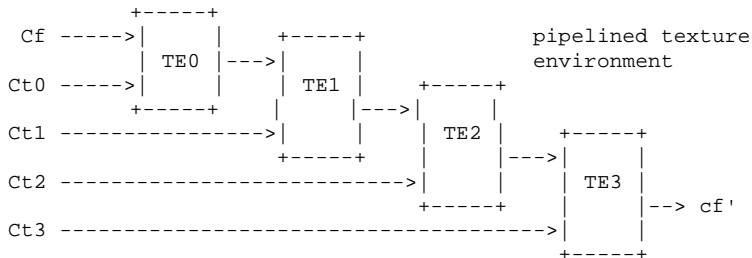 Cf
pipelined texture
TE0
environment
Ct0
TE1
Ct1
TE2
Ct2
TE3
cf'
Ct3